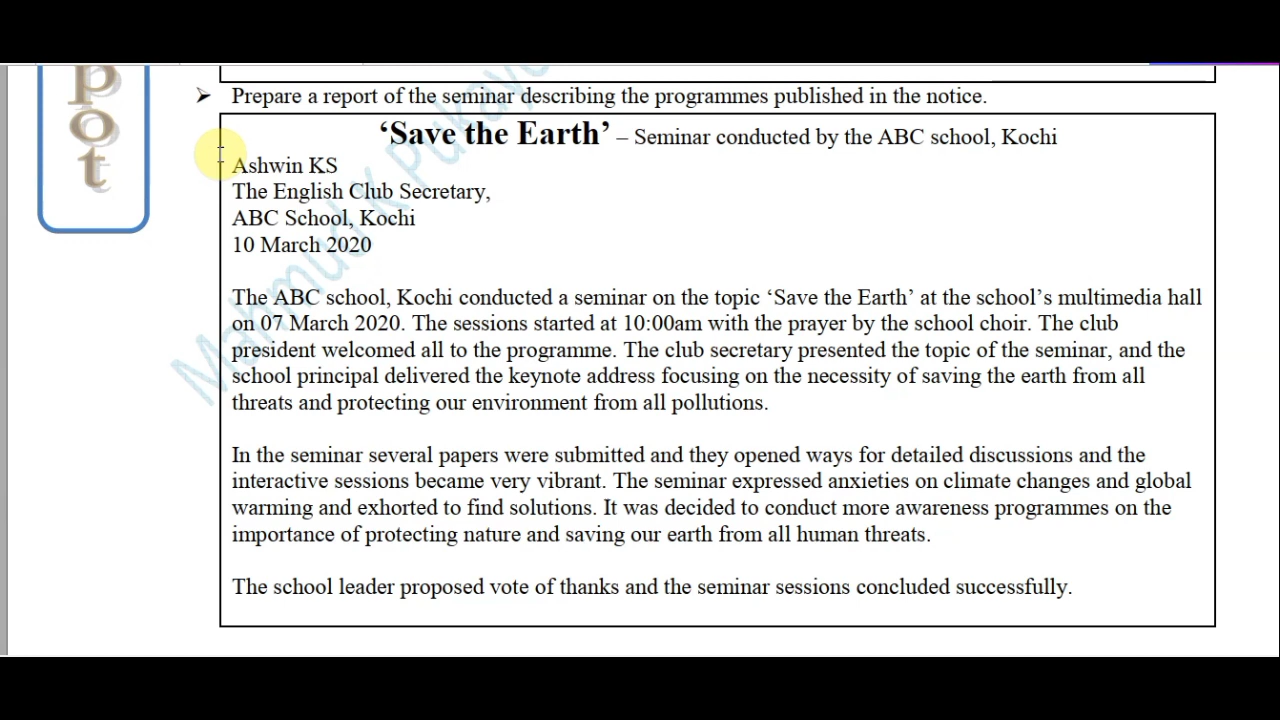 p
o
t
➤ Prepare a report of the seminar describing the programmes published in the notice.
‘Save the Earth’ – Seminar conducted by the ABC school, Kochi
Ashwin KS
The English Club Secretary,
ABC School, Kochi
10 March 2020
The ABC school, Kochi conducted a seminar on the topic ‘Save the Earth’ at the school’s multimedia hall
on 07 March 2020. The sessions started at 10:00am with the prayer by the school choir. The club
president welcomed all to the programme. The club secretary presented the topic of the seminar, and the
school principal delivered the keynote address focusing on the necessity of saving the earth from all
threats and protecting our environment from all pollutions.
In the seminar several papers were submitted and they opened ways for detailed discussions and the
interactive sessions became very vibrant. The seminar expressed anxieties on climate changes and global
warming and exhorted to find solutions. It was decided to conduct more awareness programmes on the
importance of protecting nature and saving our earth from all human threats.
The school leader proposed vote of thanks and the seminar sessions concluded successfully.
Mahmud K